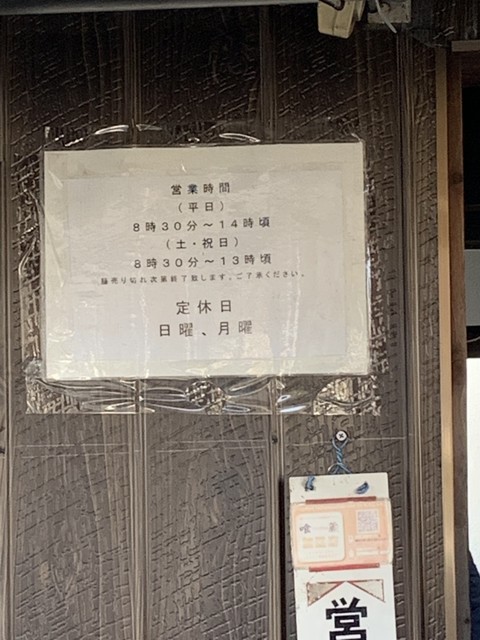 営業時間
(平日)
8時30分~14時頃
(土・祝日)
8時30分~13時頃
麺売り切れ次第終了致します。ご了承ください。
定休日
日曜、月曜
営